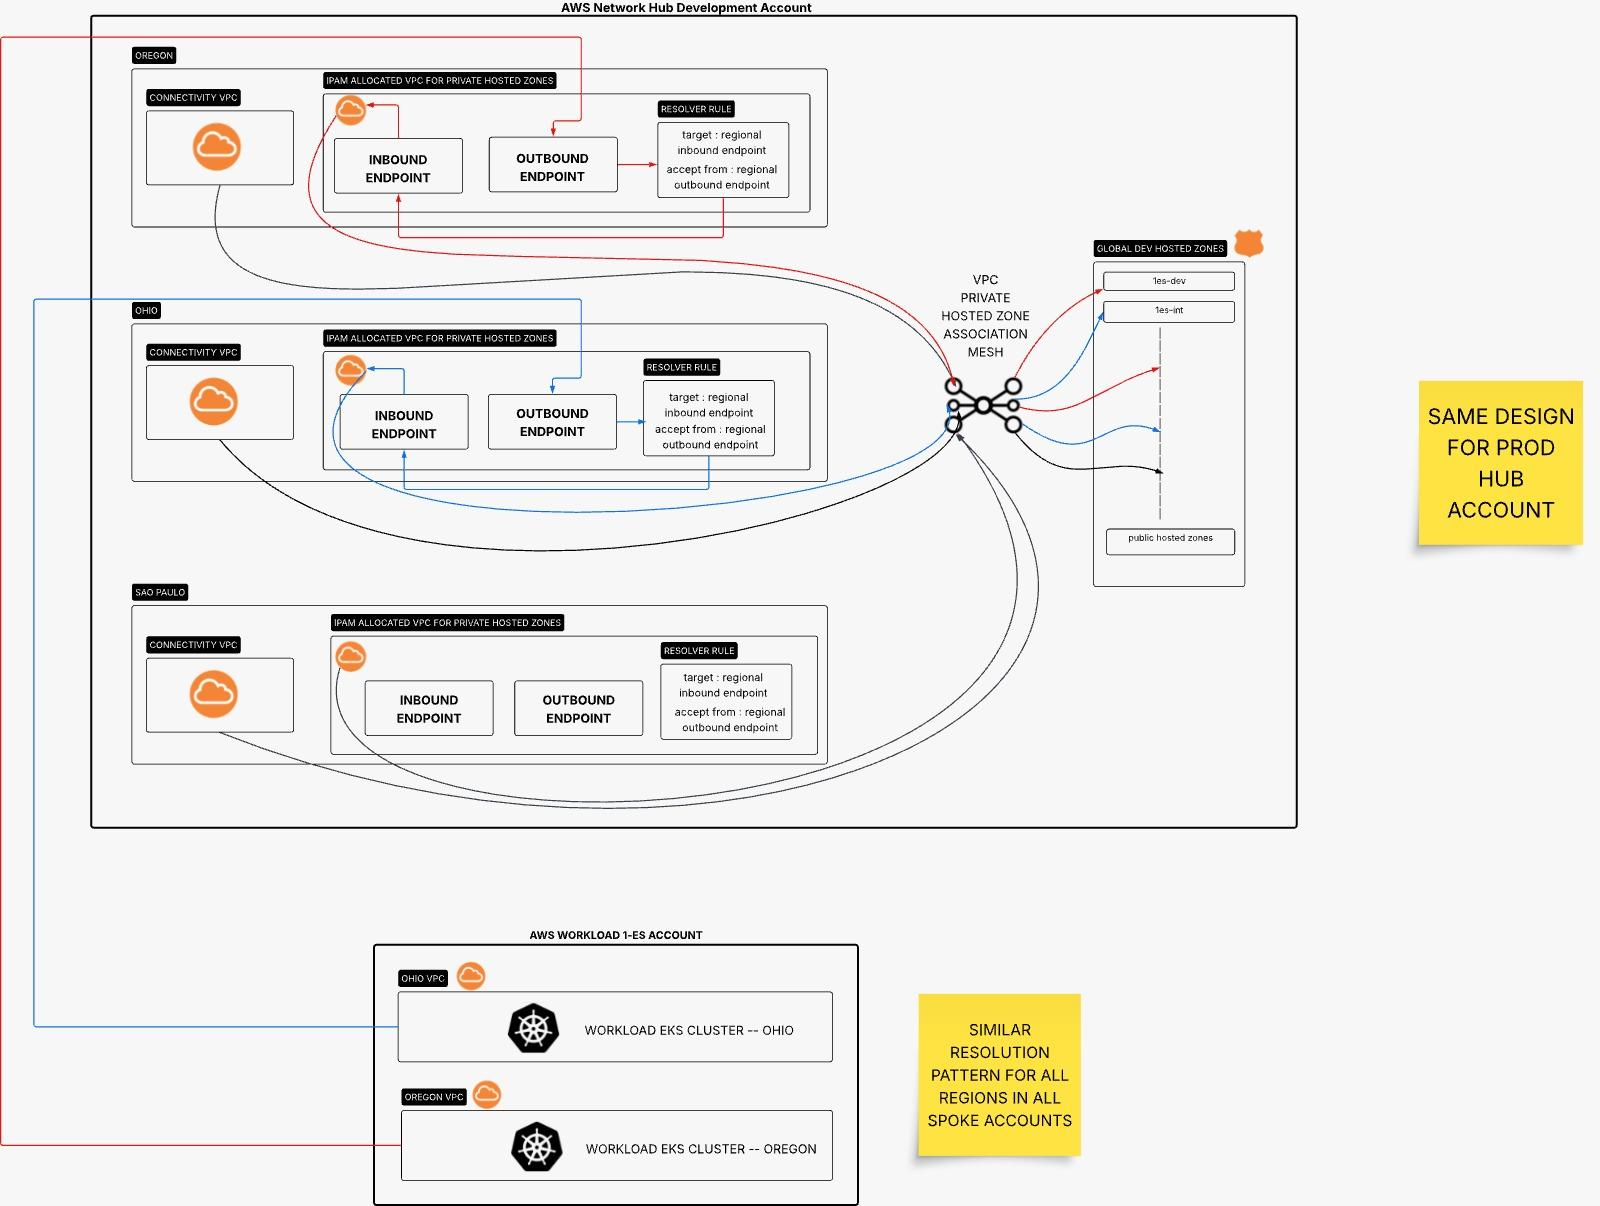 AWS Network Hub Development Account
OREGON
CONNECTIVITY VPC
IPAM ALLOCATED VPC FOR PRIVATE HOSTED ZONES
INBOUND
ENDPOINT
OUTBOUND
ENDPOINT
RESOLVER RULE
target : regional
inbound endpoint
accept from : regional
outbound endpoint
OHIO
CONNECTIVITY VPC
IPAM ALLOCATED VPC FOR PRIVATE HOSTED ZONES
INBOUND
ENDPOINT
OUTBOUND
ENDPOINT
RESOLVER RULE
target : regional
inbound endpoint
accept from : regional
outbound endpoint
SAO PAULO
CONNECTIVITY VPC
IPAM ALLOCATED VPC FOR PRIVATE HOSTED ZONES
INBOUND
ENDPOINT
OUTBOUND
ENDPOINT
RESOLVER RULE
target : regional
inbound endpoint
accept from : regional
outbound endpoint
VPC
PRIVATE
HOSTED ZONE
ASSOCIATION
MESH
GLOBAL DEV HOSTED ZONES
1es-dev
1es-int
public hosted zones
SAME DESIGN
FOR PROD
HUB
ACCOUNT
AWS WORKLOAD 1-ES ACCOUNT
OHIO VPC
WORKLOAD EKS CLUSTER -- OHIO
OREGON VPC
WORKLOAD EKS CLUSTER -- OREGON
SIMILAR
RESOLUTION
PATTERN FOR ALL
REGIONS IN ALL
SPOKE ACCOUNTS